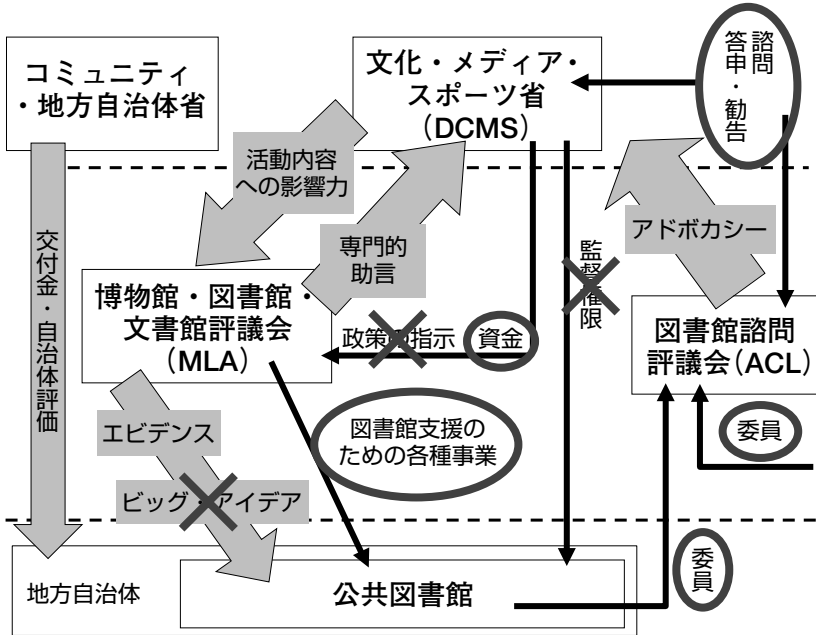 コミュニティ
・地方自治体省
文化・メディア・
スポーツ省
（DCMS）
諮問
答申・勧告
活動内容
への影響力
専門的
助言
アドボカシー
監督権限
交付金・自治体評価
博物館・図書館・
文書館評議会
（MLA）
政策の指示
資金
図書館諮問
評議会（ACL）
エビデンス
図書館支援の
ための各種事業
委員
ビッグ・アイデア
委員
地方自治体
公共図書館